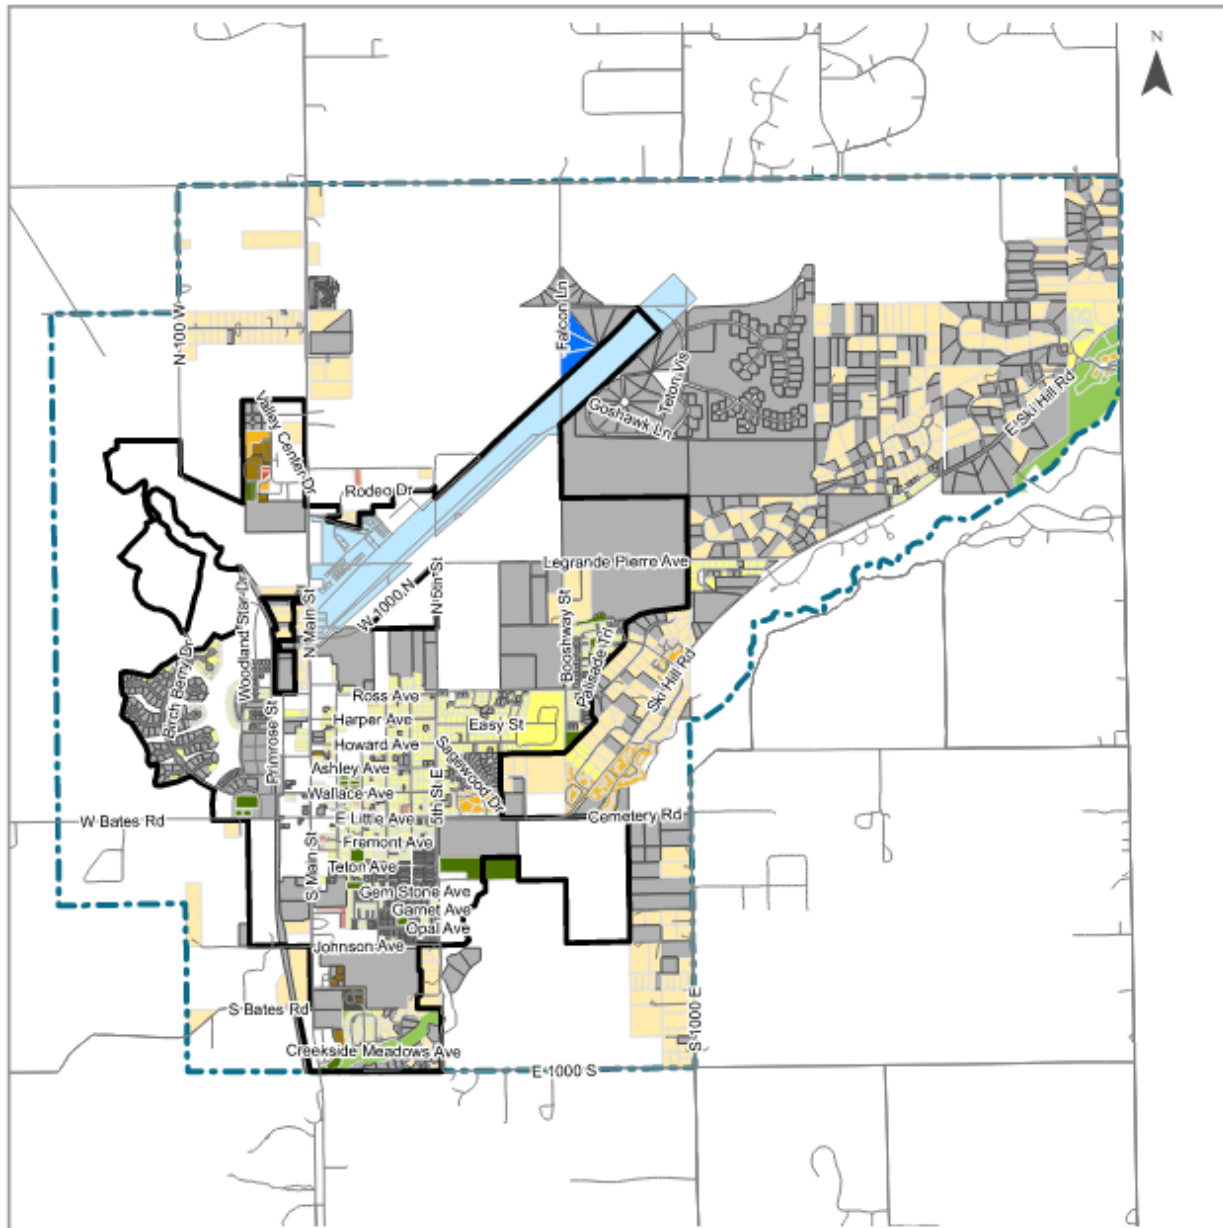 N
N 100 W
Falcon Ln
Teton Vis
Goshawk Ln
E Ski Hill Rd
Valley Center Dr
Rodeo Dr
Legrande Pierre Ave
N 5th St
W 1000 N
N Main St
Woodland Star Dr
Booshway St
Palisade Ln
Birch Berry Dr
Ski Hill Rd
Ross Ave
Primrose St
Harper Ave
Easy St
Howard Ave
Sagewood Dr
Ashley Ave
Wallace Ave
5th St E
W Bates Rd
E Little Ave
Cemetery Rd
S Main St
Fremont Ave
Teton Ave
Gem Stone Ave
Garnet Ave
Opal Ave
Johnson Ave
S Bates Rd
S 1000 E
Creekside Meadows Ave
E 1000 S